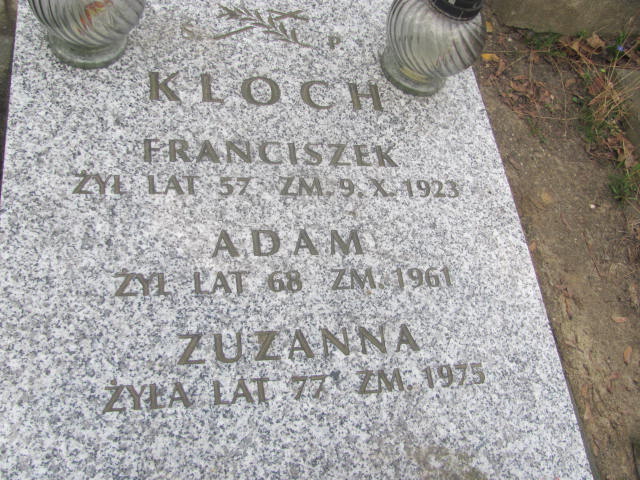 Ś P
KLOCH
FRANCISZEK
ŻYŁ LAT 57 ZM. 9. X. 1923
ADAM
ŻYŁ LAT 68 ZM. 1961
ZUZANNA
ŻYŁA LAT 77 ZM. 1975